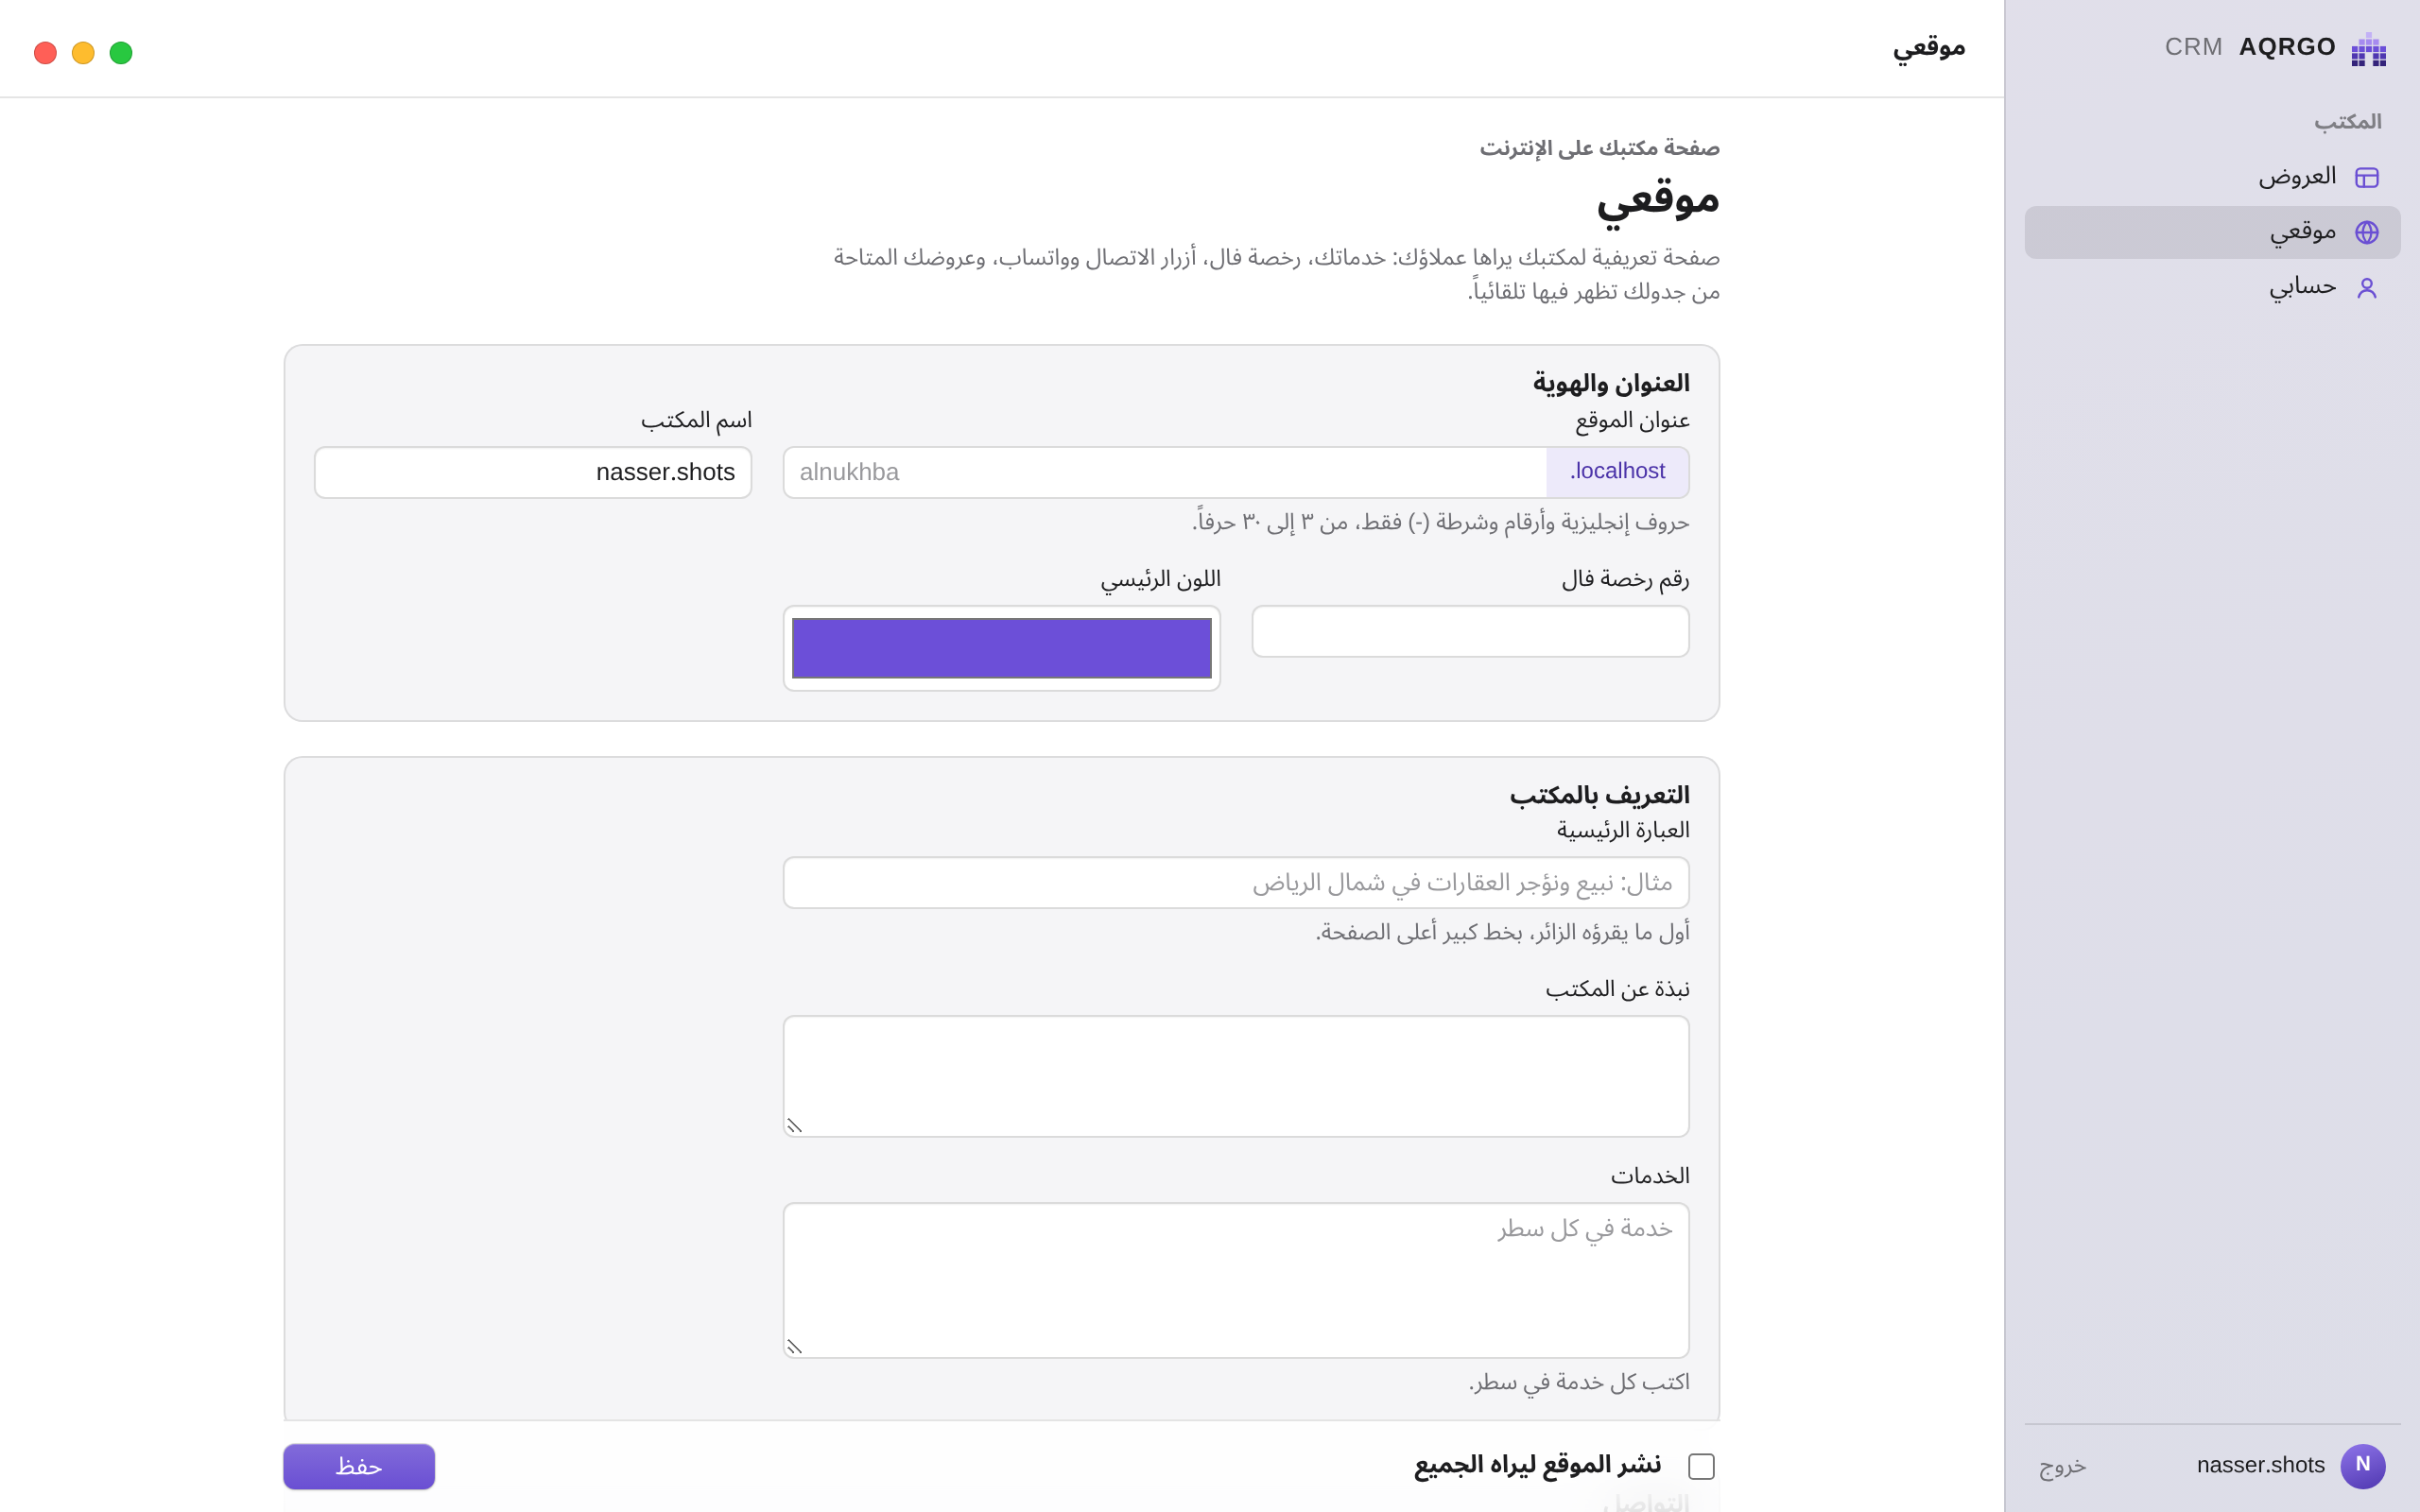 AQRGO CRM
المكتب
العروض
موقعي
حسابي
nasser.shots
N
خروج
موقعي
صفحة مكتبك على الإنترنت
موقعي
صفحة تعريفية لمكتبك يراها عملاؤك: خدماتك، رخصة فال، أزرار الاتصال وواتساب، وعروضك المتاحة
من جدولك تظهر فيها تلقائياً.
العنوان والهوية
عنوان الموقع
.localhost
alnukhba
حروف إنجليزية وأرقام وشرطة (-) فقط، من ٣ إلى ٣٠ حرفاً.
اسم المكتب
nasser.shots
رقم رخصة فال
اللون الرئيسي
التعريف بالمكتب
العبارة الرئيسية
مثال: نبيع ونؤجر العقارات في شمال الرياض
أول ما يقرؤه الزائر، بخط كبير أعلى الصفحة.
نبذة عن المكتب
الخدمات
خدمة في كل سطر
اكتب كل خدمة في سطر.
نشر الموقع ليراه الجميع
حفظ
التواصل